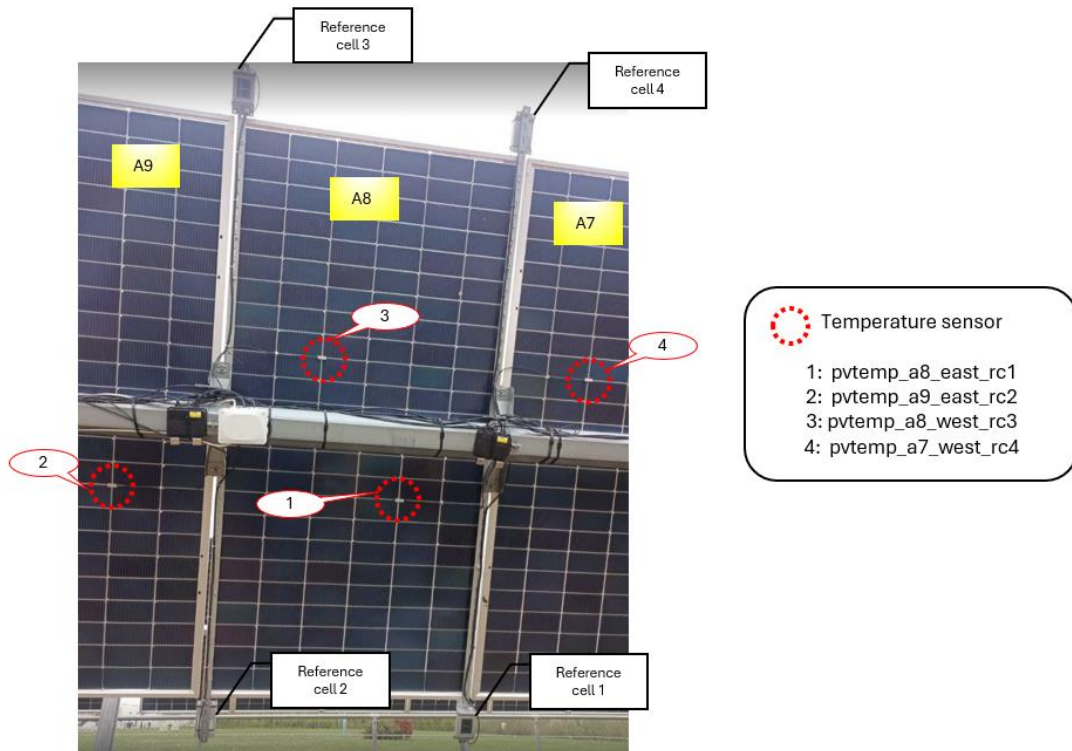 Reference
cell 3
Reference
cell 4
A9
A8
A7
3
4
2
1
Temperature sensor
1: pvtemp_a8_east_rc1
2: pvtemp_a9_east_rc2
3: pvtemp_a8_west_rc3
4: pvtemp_a7_west_rc4
Reference
cell 2
Reference
cell 1